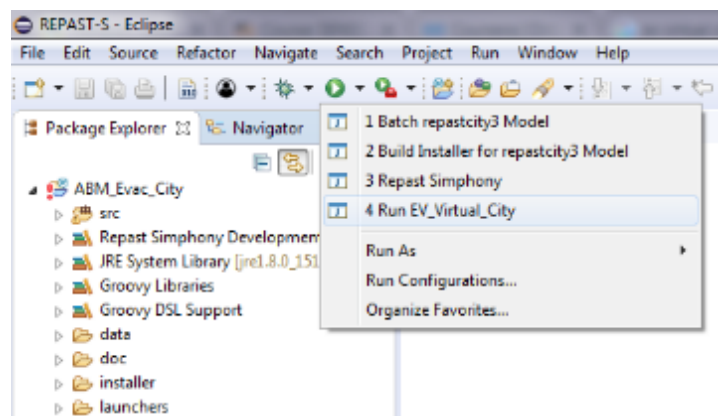 REPAST-S - Eclipse
File Edit Source Refactor Navigate Search Project Run Window Help
Package Explorer Navigator
1 Batch repastcity3 Model
2 Build Installer for repastcity3 Model
3 Repast Simphony
4 Run EV_Virtual_City
Run As
Run Configurations...
Organize Favorites...
ABM_Evac_City
src
Repast Simphony Developmen
JRE System Library [jre1.8.0_151
Groovy Libraries
Groovy DSL Support
data
doc
installer
launchers